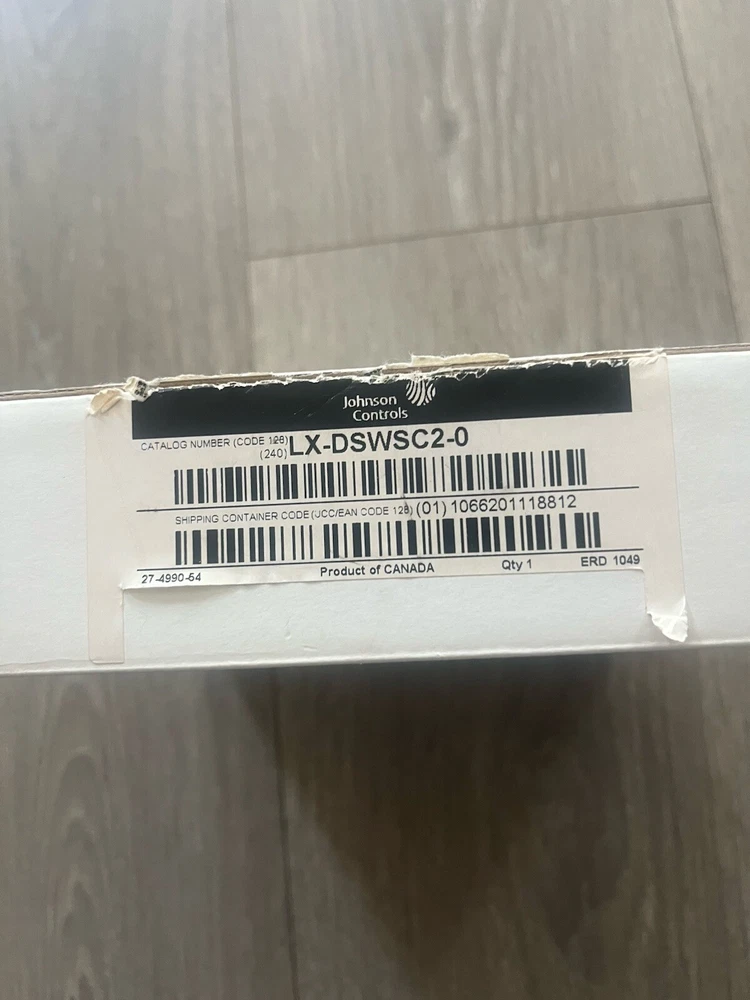 Johnson
Controls
CATALOG NUMBER (CODE 128)
(240) LX-DSWSC2-0
SHIPPING CONTAINER CODE (UCC/EAN CODE 128) (01) 1066201118812
27-4990-54 Product of CANADA Qty 1 ERD 1049